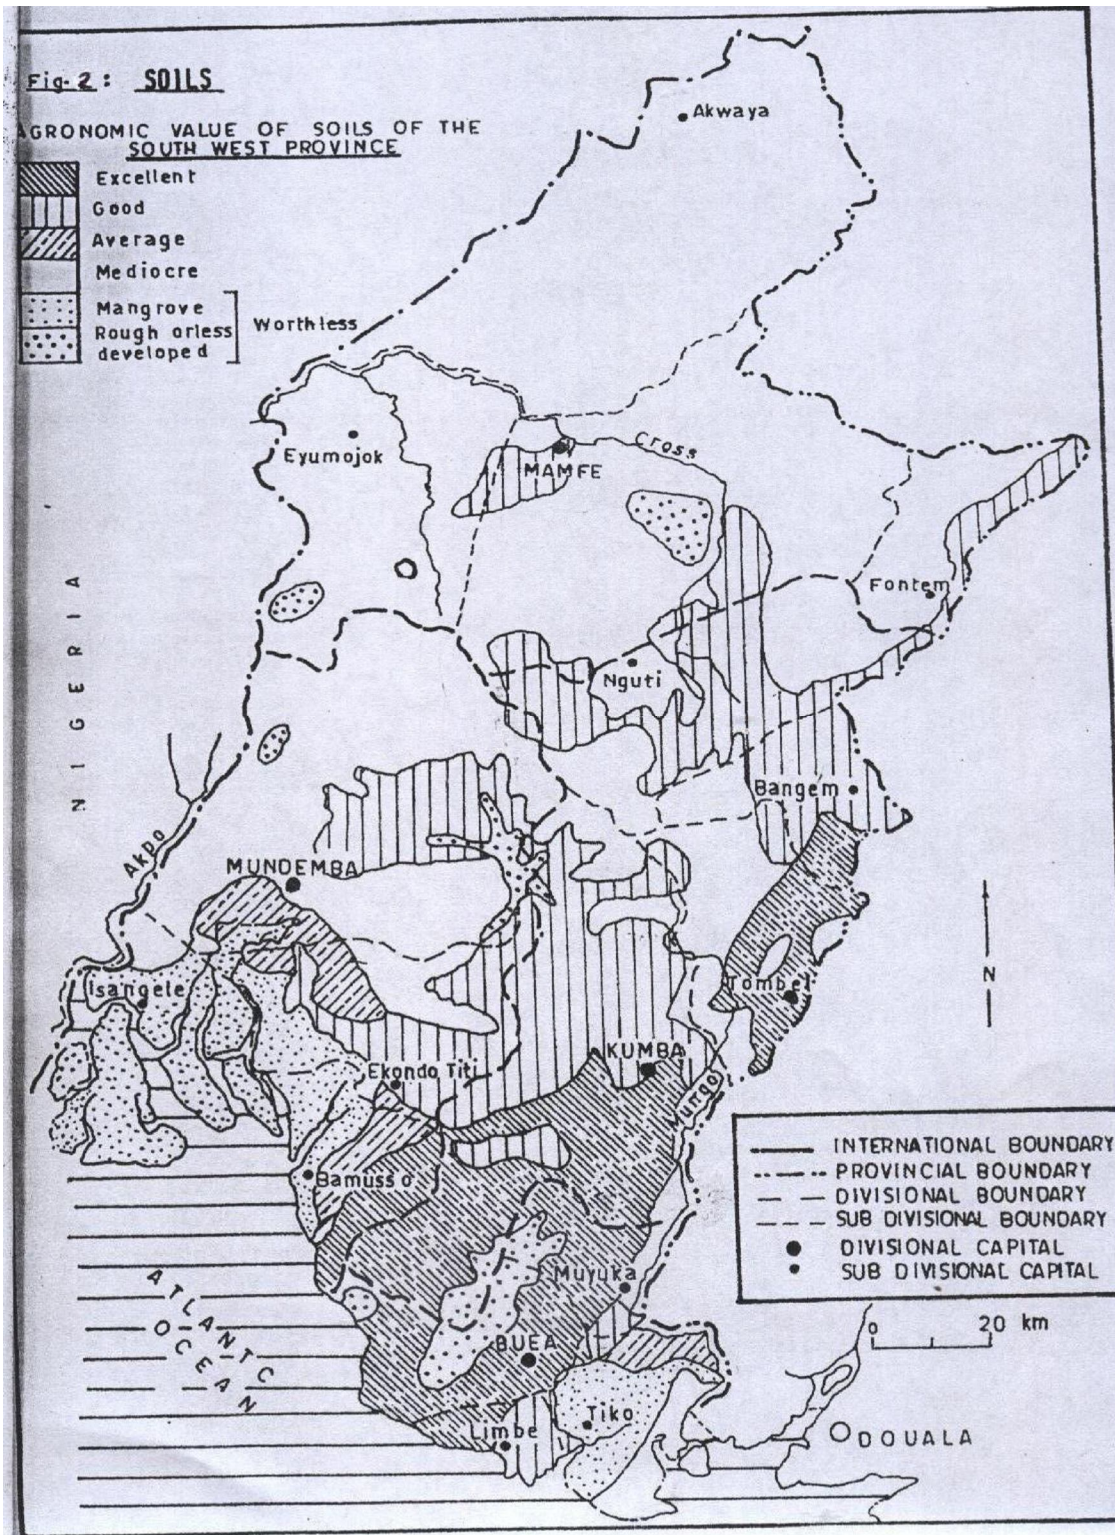 Fig-2: SOILS
AGRONOMIC VALUE OF SOILS OF THE
SOUTH WEST PROVINCE
Excellent
Good
Average
Mediocre
Mangrove
Rough orless
developed
Worthless
Akwaya
Eyumojok
MAMFE
Cross
Fontem
NIGERIA
Nguti
Bangem
Akpa
MUNDEMBA
Isangele
Tombel
N
Ekondo Titi
KUMBA
Mungo
Bamusso
INTERNATIONAL BOUNDARY
PROVINCIAL BOUNDARY
DIVISIONAL BOUNDARY
SUB DIVISIONAL BOUNDARY
DIVISIONAL CAPITAL
SUB DIVISIONAL CAPITAL
ATLANTC
OCEAN
Muyuka
0 20 km
BUEA
Tiko
Limbe
DOUALA